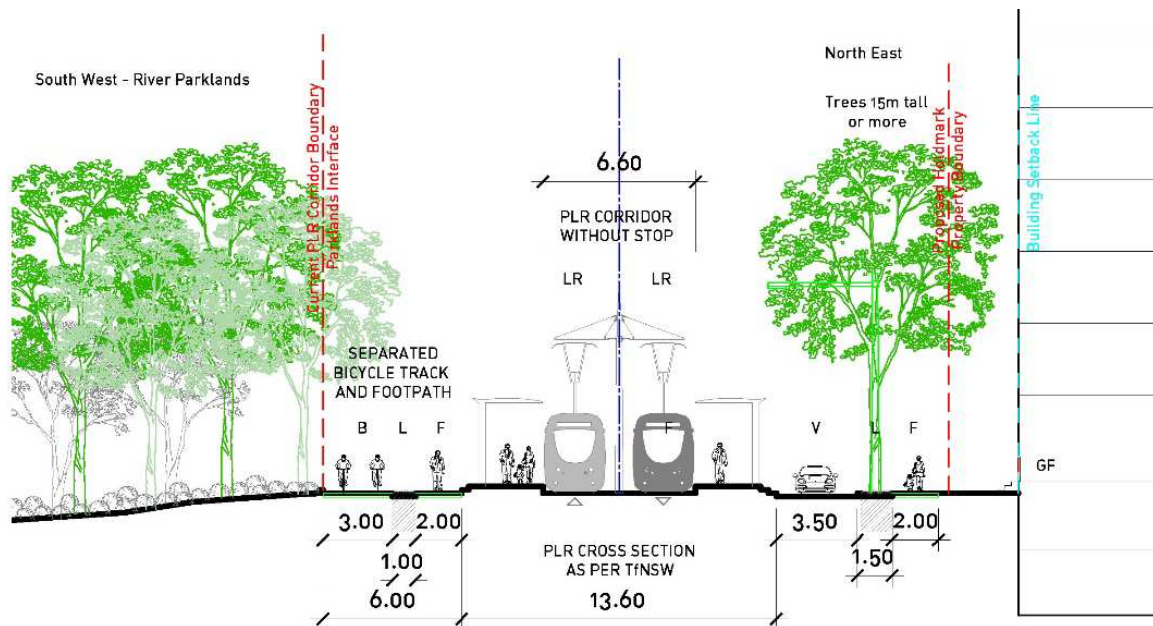 South West - River Parklands
North East
Trees 15m tall
or more
Current PLR Corridor Boundary
Parklands Interface
6.60
PLR CORRIDOR
WITHOUT STOP
LR LR
Proposed Holdmark
Property Boundary
Building Setback Line
SEPARATED
BICYCLE TRACK
AND FOOTPATH
B L F F V L F
GF
3.00 2.00 3.50 2.00
1.00 1.50
PLR CROSS SECTION
AS PER TfNSW
6.00 13.60